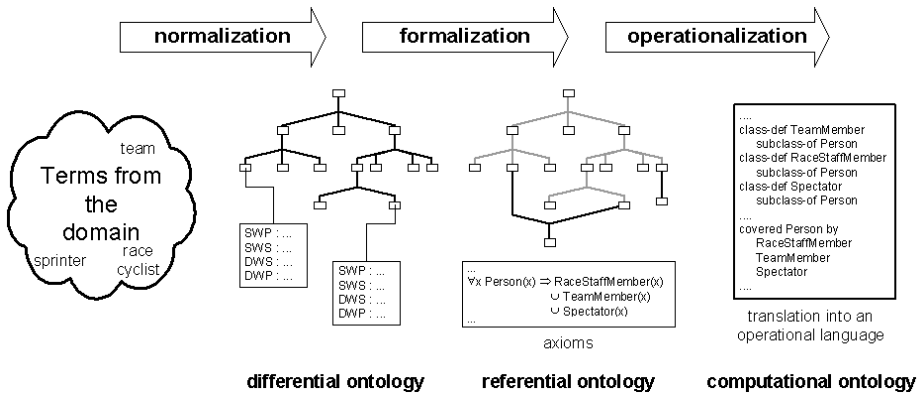 normalization
formalization
operationalization
team
Terms from
the
domain
sprinter
race
cyclist
SWP : ...
SWS : ...
DWS : ...
DWP : ...
SWP : ...
SWS : ...
DWS : ...
DWP : ...
...
∀x Person(x) ⇒ RaceStaffMember(x)
∪ TeamMember(x)
∪ Spectator(x)
...
axioms
....
class-def TeamMember
subclass-of Person
class-def RaceStaffMember
subclass-of Person
class-def Spectator
subclass-of Person
....
covered Person by
RaceStaffMember
TeamMember
Spectator
....
translation into an
operational language
differential ontology
referential ontology
computational ontology